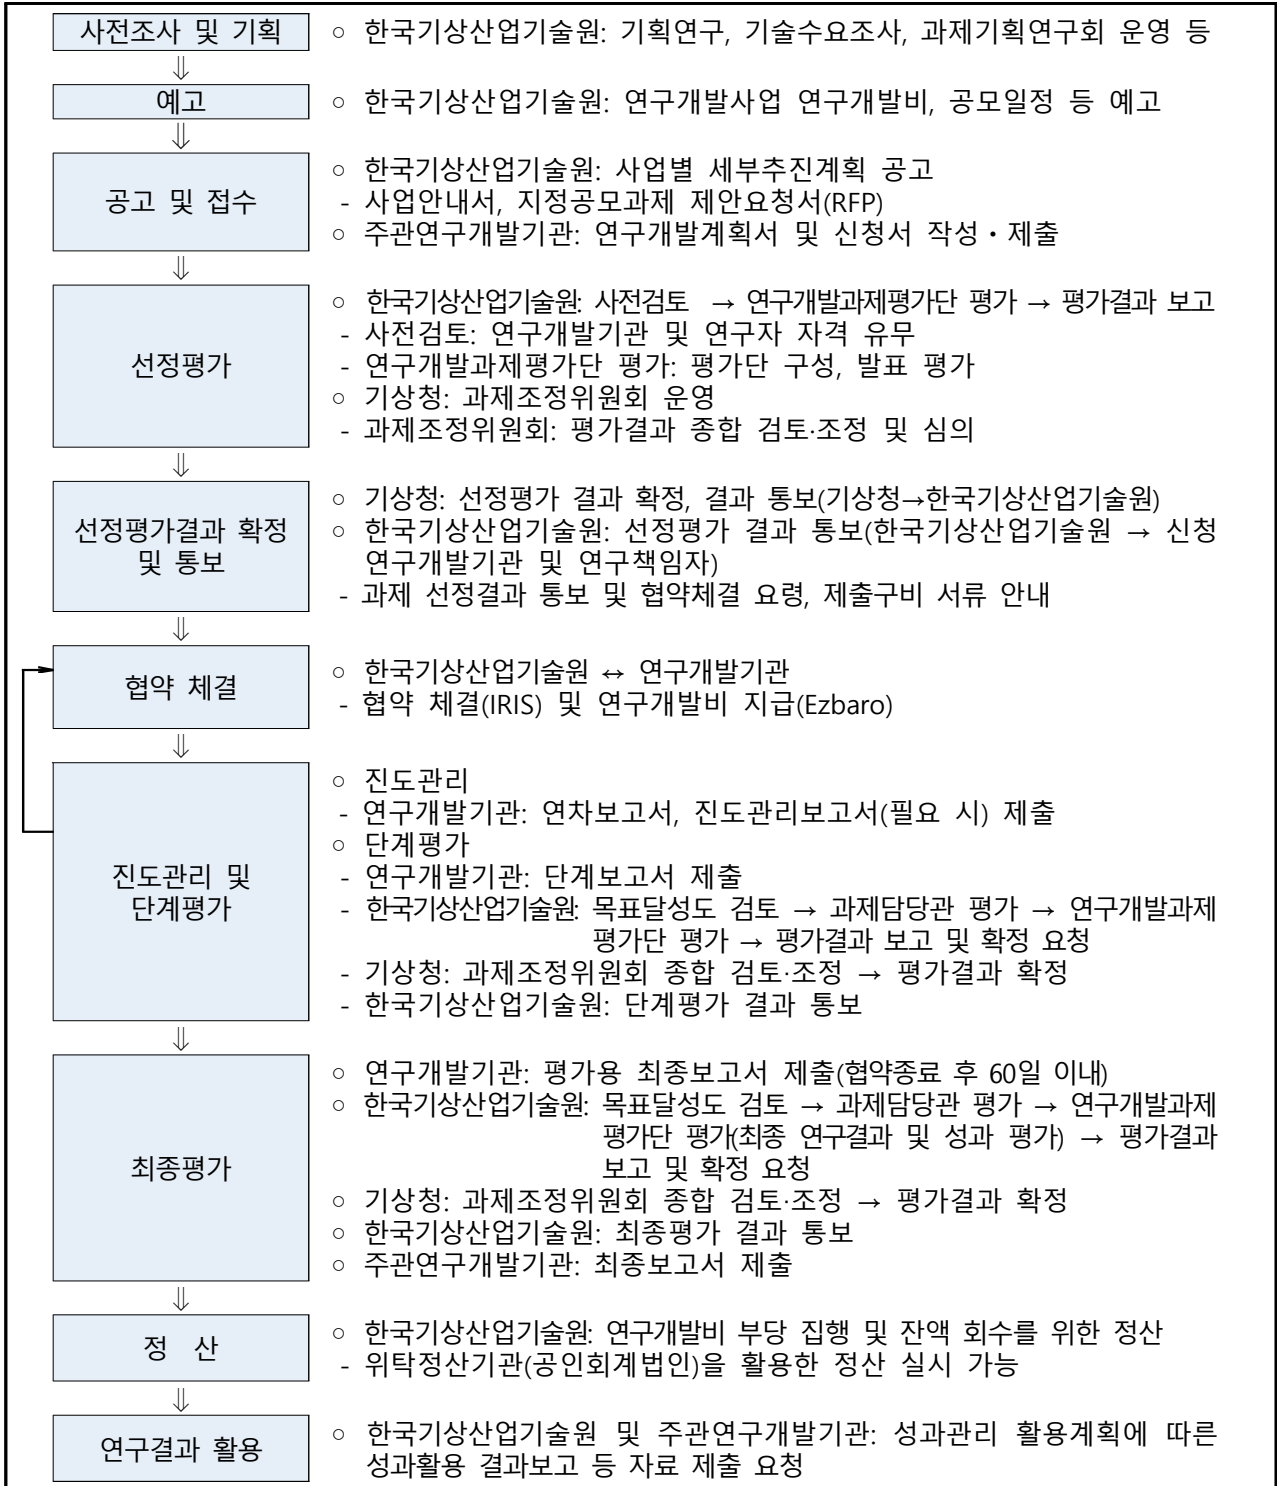 사전조사 및 기획
○ 한국기상산업기술원: 기획연구, 기술수요조사, 과제기획연구회 운영 등
⇓
예고
○ 한국기상산업기술원: 연구개발사업 연구개발비, 공모일정 등 예고
⇓
공고 및 접수
○ 한국기상산업기술원: 사업별 세부추진계획 공고
- 사업안내서, 지정공모과제 제안요청서(RFP)
○ 주관연구개발기관: 연구개발계획서 및 신청서 작성・제출
⇓
선정평가
○ 한국기상산업기술원: 사전검토 → 연구개발과제평가단 평가 → 평가결과 보고
- 사전검토: 연구개발기관 및 연구자 자격 유무
- 연구개발과제평가단 평가: 평가단 구성, 발표 평가
○ 기상청: 과제조정위원회 운영
- 과제조정위원회: 평가결과 종합 검토·조정 및 심의
⇓
선정평가결과 확정
및 통보
○ 기상청: 선정평가 결과 확정, 결과 통보(기상청→한국기상산업기술원)
○ 한국기상산업기술원: 선정평가 결과 통보(한국기상산업기술원 → 신청
연구개발기관 및 연구책임자)
- 과제 선정결과 통보 및 협약체결 요령, 제출구비 서류 안내
⇓
협약 체결
○ 한국기상산업기술원 ↔ 연구개발기관
- 협약 체결(IRIS) 및 연구개발비 지급(Ezbaro)
⇓
진도관리 및
단계평가
○ 진도관리
- 연구개발기관: 연차보고서, 진도관리보고서(필요 시) 제출
○ 단계평가
- 연구개발기관: 단계보고서 제출
- 한국기상산업기술원: 목표달성도 검토 → 과제담당관 평가 → 연구개발과제
평가단 평가 → 평가결과 보고 및 확정 요청
- 기상청: 과제조정위원회 종합 검토·조정 → 평가결과 확정
- 한국기상산업기술원: 단계평가 결과 통보
⇓
최종평가
○ 연구개발기관: 평가용 최종보고서 제출(협약종료 후 60일 이내)
○ 한국기상산업기술원: 목표달성도 검토 → 과제담당관 평가 → 연구개발과제
평가단 평가(최종 연구결과 및 성과 평가) → 평가결과
보고 및 확정 요청
○ 기상청: 과제조정위원회 종합 검토·조정 → 평가결과 확정
○ 한국기상산업기술원: 최종평가 결과 통보
○ 주관연구개발기관: 최종보고서 제출
⇓
정 산
○ 한국기상산업기술원: 연구개발비 부당 집행 및 잔액 회수를 위한 정산
- 위탁정산기관(공인회계법인)을 활용한 정산 실시 가능
⇓
연구결과 활용
○ 한국기상산업기술원 및 주관연구개발기관: 성과관리 활용계획에 따른
성과활용 결과보고 등 자료 제출 요청